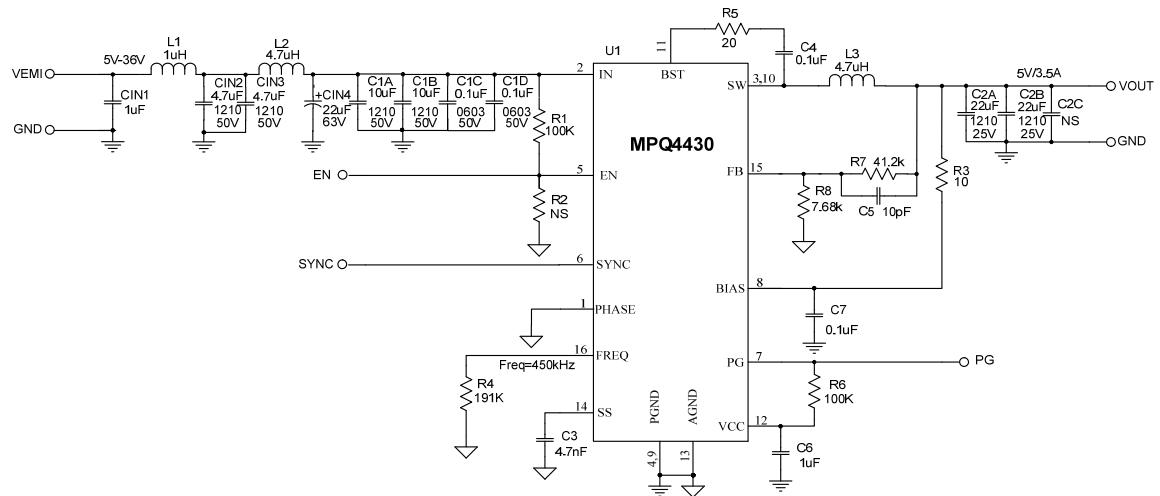 R5
20
C4
0.1uF
U1
11
BST
L1
1uH
L2
4.7uH
5V-36V
VEMI
GND
CIN1
1uF
CIN2
4.7uF
1210
50V
CIN3
4.7uF
1210
50V
+
CIN4
22uF
63V
C1A
10uF
1210
50V
C1B
10uF
1210
50V
C1C
0.1uF
0603
50V
C1D
0.1uF
0603
50V
2
IN
R1
100K
EN
5
EN
R2
NS
SYNC
6
SYNC
1
PHASE
16
FREQ
Freq=450kHz
R4
191K
14
SS
C3
4.7nF
MPQ4430
SW
3,10
L3
4.7uH
5V/3.5A
VOUT
GND
C2A
22uF
1210
25V
C2B
22uF
1210
25V
C2C
NS
FB
15
R7
41.2k
R8
7.68k
C5
10pF
R3
10
BIAS
8
C7
0.1uF
PG
7
PG
R6
100K
VCC
12
C6
1uF
PGND
AGND
4,9
13